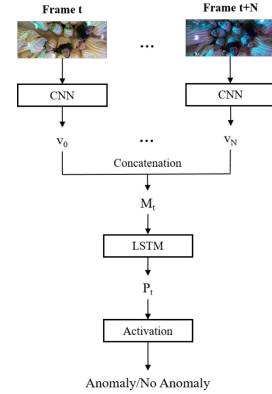 Frame t
Frame t+N
...
CNN
CNN
v0
...
vN
Concatenation
Mt
LSTM
Pt
Activation
Anomaly/No Anomaly